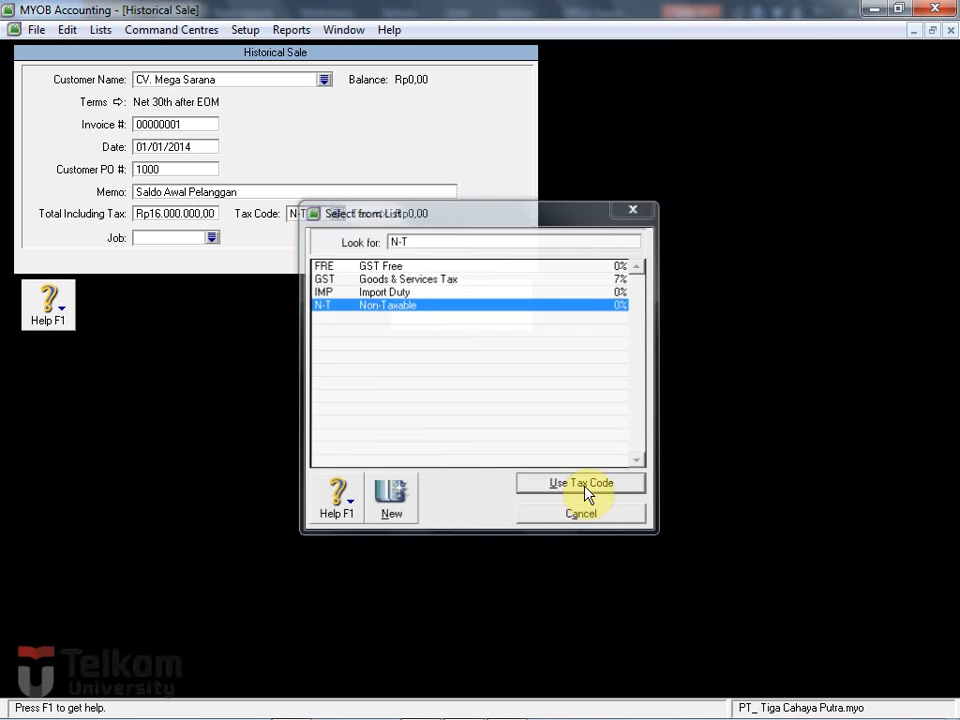 MYOB Accounting - [Historical Sale]
File Edit Lists Command Centres Setup Reports Window Help
Historical Sale
Customer Name: CV. Mega Sarana Balance: Rp0,00
Terms Net 30th after EOM
Invoice #: 00000001
Date: 01/01/2014
Customer PO #: 1000
Memo: Saldo Awal Pelanggan
Total Including Tax: Rp16.000.000,00 Tax Code: N-T Rp0,00
Job:
Help F1
Select from List
Look for: N-T
FRE GST Free 0%
GST Goods & Services Tax 7%
IMP Import Duty 0%
N-T Non-Taxable 0%
Help F1
New
Use Tax Code
Cancel
Telkom
University
Press F1 to get help. PT_ Tiga Cahaya Putra.myo